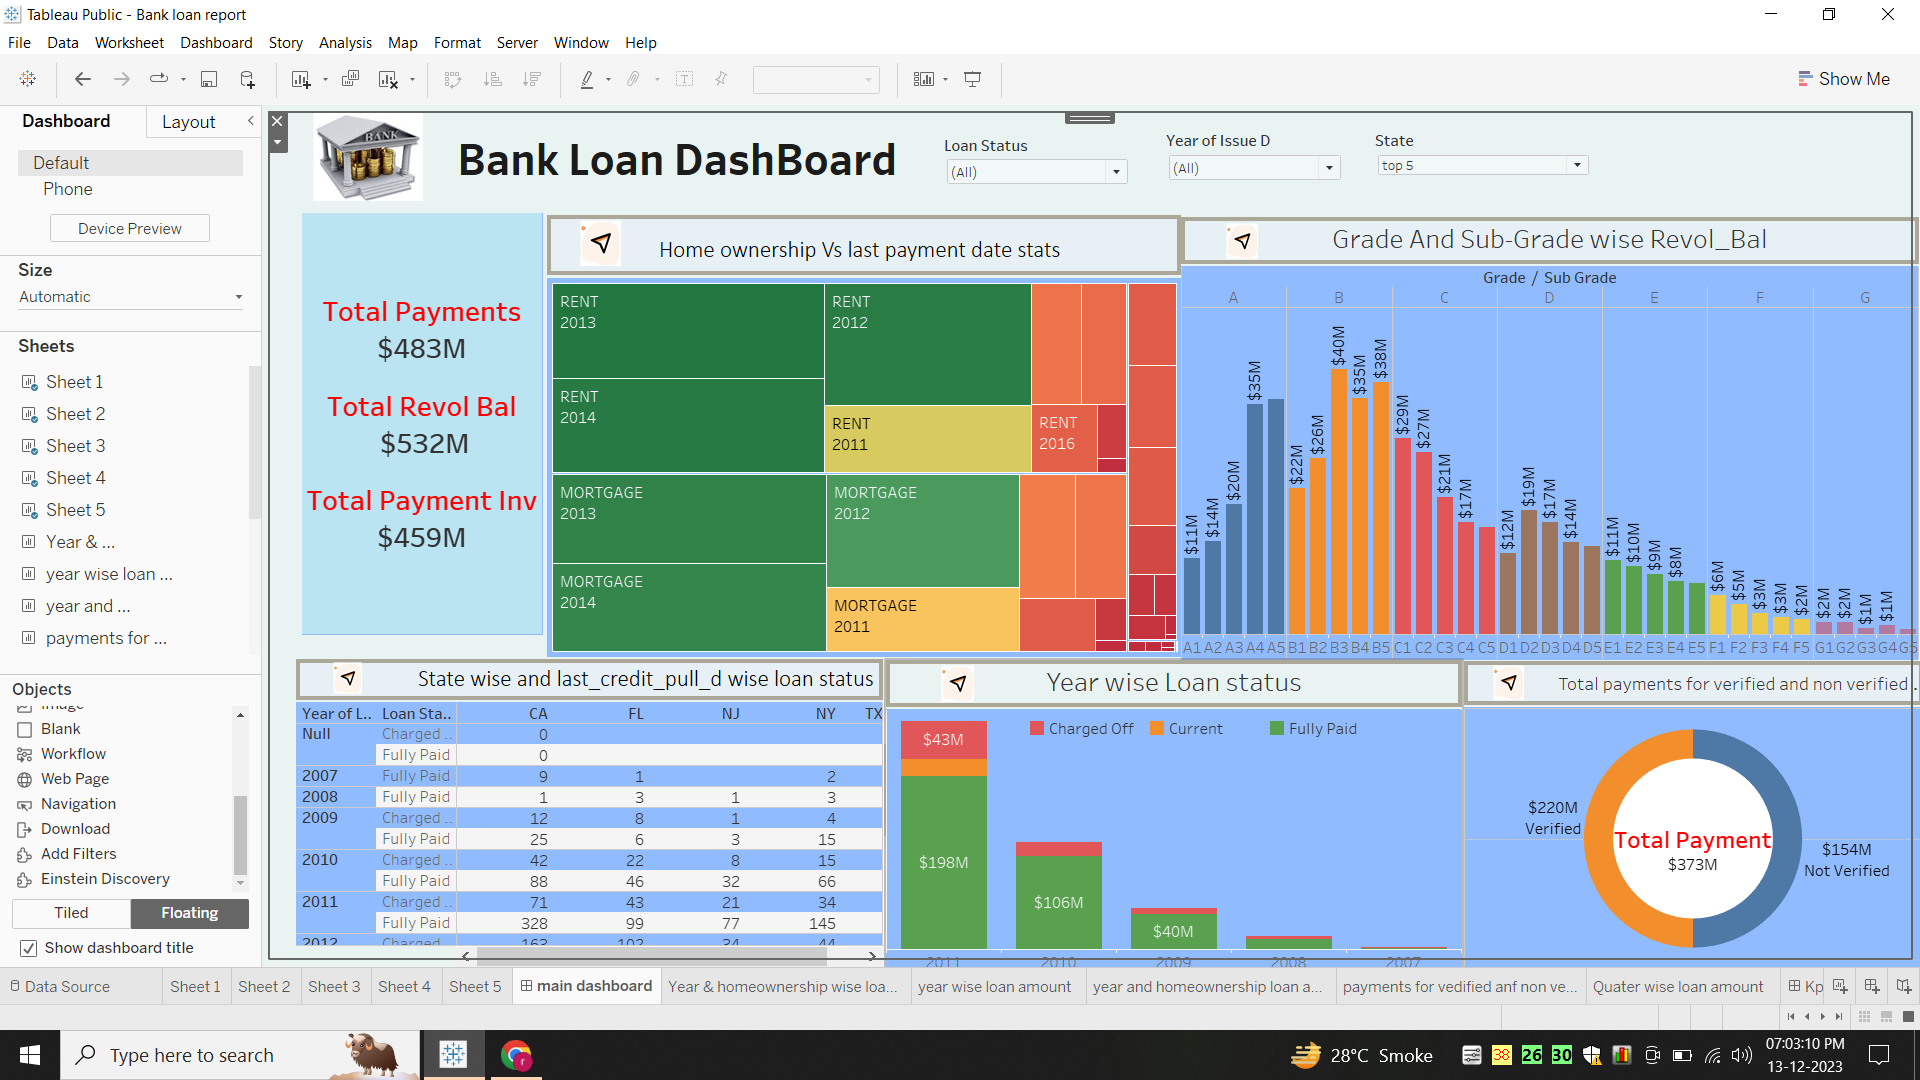 Tableau Public - Bank loan report
File Data Worksheet Dashboard Story Analysis Map Format Server Window Help
Show Me
Dashboard Layout
Default
Phone
Device Preview
Size
Automatic
Sheets
Sheet 1
Sheet 2
Sheet 3
Sheet 4
Sheet 5
Year & ...
year wise loan ...
year and ...
payments for ...
Objects
Image
Blank
Workflow
Web Page
Navigation
Download
Add Filters
Einstein Discovery
Tiled Floating
Show dashboard title
BANK
Bank Loan DashBoard
Loan Status
(All)
Year of Issue D
(All)
State
top 5
Total Payments
$483M
Total Revol Bal
$532M
Total Payment Inv
$459M
Home ownership Vs last payment date stats
RENT
2013
RENT
2012
RENT
2014
RENT
2011
RENT
2016
MORTGAGE
2013
MORTGAGE
2012
MORTGAGE
2014
MORTGAGE
2011
Grade And Sub-Grade wise Revol_Bal
Grade / Sub Grade
A B C D E F G
$11M $14M $20M $35M $22M $26M $40M $35M $38M $29M $27M $21M $17M $12M $19M $17M $14M $11M $10M $9M $8M $6M $5M $3M $3M $2M $2M $2M $1M $1M
A1 A2 A3 A4 A5 B1 B2 B3 B4 B5 C1 C2 C3 C4 C5 D1 D2 D3 D4 D5 E1 E2 E3 E4 E5 F1 F2 F3 F4 F5 G1 G2 G3 G4 G5
State wise and last_credit_pull_d wise loan status
Year of L.. Loan Sta.. CA FL NJ NY TX
Null Charged .. 0
Fully Paid 0
2007 Fully Paid 9 1 2
2008 Fully Paid 1 3 1 3
2009 Charged .. 12 8 1 4
Fully Paid 25 6 3 15
2010 Charged .. 42 22 8 15
Fully Paid 88 46 32 66
2011 Charged .. 71 43 21 34
Fully Paid 328 99 77 145
2012 Charged 163 102 34 44
Year wise Loan status
Charged Off Current Fully Paid
$43M
$198M
$106M
$40M
2011 2010 2009 2008 2007
Total payments for verified and non verified .
$220M
Verified
Total Payment
$373M
$154M
Not Verified
Data Source Sheet 1 Sheet 2 Sheet 3 Sheet 4 Sheet 5 main dashboard Year & homeownership wise loa... year wise loan amount year and homeownership loan a... payments for vedified anf non ve... Quater wise loan amount Kp
Type here to search
28°C Smoke
38 26 30
07:03:10 PM
13-12-2023